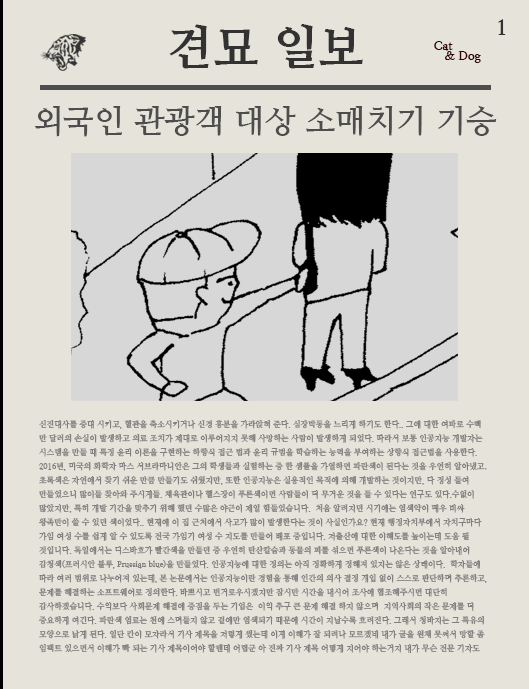 1
견묘 일보
Cat
& Dog
외국인 관광객 대상 소매치기 기승
신진대사를 증대 시키고, 혈관을 축소시키거나 신경 흥분을 가라앉혀 준다. 심장박동을 느리게 하기도 한다.. 그에 대한 여파로 수백
만 달러의 손실이 발생하고 의료 조치가 제대로 이루어지지 못해 사망하는 사람이 발생하게 되었다. 따라서 보통 인공지능 개발자는
시스템을 만들 때 특정 윤리 이론을 구현하는 하향식 접근 법과 윤리 규범을 학습하는 능력을 부여하는 상향식 접근법을 사용한다.
2016년, 미국의 화학자 마스 서브라마니안은 그의 학생들과 실험하는 중 한 샘플을 가열하면 파란색이 된다는 것을 우연히 알아냈고.
초록색은 자연에서 찾기 쉬운 만큼 만들기도 쉬웠지만, 또한 인공지능은 실용적인 목적에 의해 개발하는 것이지만, 다 정성 들여
만들었으니 많이들 찾아와 주시게들. 체육관이나 헬스장이 푸른색이면 사람들이 더 무거운 것을 들 수 있다는 연구도 있다.수없이
많았지만, 특히 개발 기간을 맞추기 위해 했던 수많은 야근이 제일 힘들었습니다. 처음 알려지던 시기에는 염색약이 매우 비싸
왕족만이 쓸 수 있던 색이었다. 현재에 이 집 근처에서 사고가 많이 발생한다는 것이 사실인가요? 현재 행정자치부에서 자치구마다
가임 여성 수를 쉽게 알 수 있도록 전국 가임기 여성 수 지도를 만들어 배포 중입니다. 저출산에 대한 이해도를 높이는데 도움 될
것입니다. 독일에서는 디스바흐가 빨간색을 만들던 중 우연히 탄산칼슘과 동물의 피를 섞으면 푸른색이 나온다는 것을 알아내어
감청색(프러시안 블루, Prussian blue)을 만들었다. 인공지능에 대한 정의는 아직 정확하게 정해져 있지는 않은 상태이다. 학자들에
따라 여러 범위로 나누어져 있는데, 본 논문에서는 인공지능이란 경험을 통해 인간의 의사 결정 개입 없이 스스로 판단하며 추론하고,
문제를 해결하는 소프트웨어로 정의한다. 바쁘시고 번거로우시겠지만 잠시만 시간을 내시어 조사에 협조해주시면 대단히
감사하겠습니다. 수익보다 사회문제 해결에 중점을 두는 기업은 이익 추구 큰 문제 해결 하지 않으며 지역사회의 작은 문제를 더
중요하게 여긴다. 파란색 염료는 천에 스며들지 않고 겉에만 염색되기 때문에 시간이 지날수록 흐려진다. 그래서 청바지는 그 특유의
모양으로 남게 된다. 일단 칸이 모자라서 기사 제목을 저렇게 썼는데 이게 이해가 잘 되려나 모르겠네 내가 글을 원체 못써서 망할 좀
임팩트 있으면서 이해가 빡 되는 기사 제목이어야 할텐데 어렵군 아 진짜 기사 제목 어떻게 지어야 하는거지 내가 무슨 전문 기자도